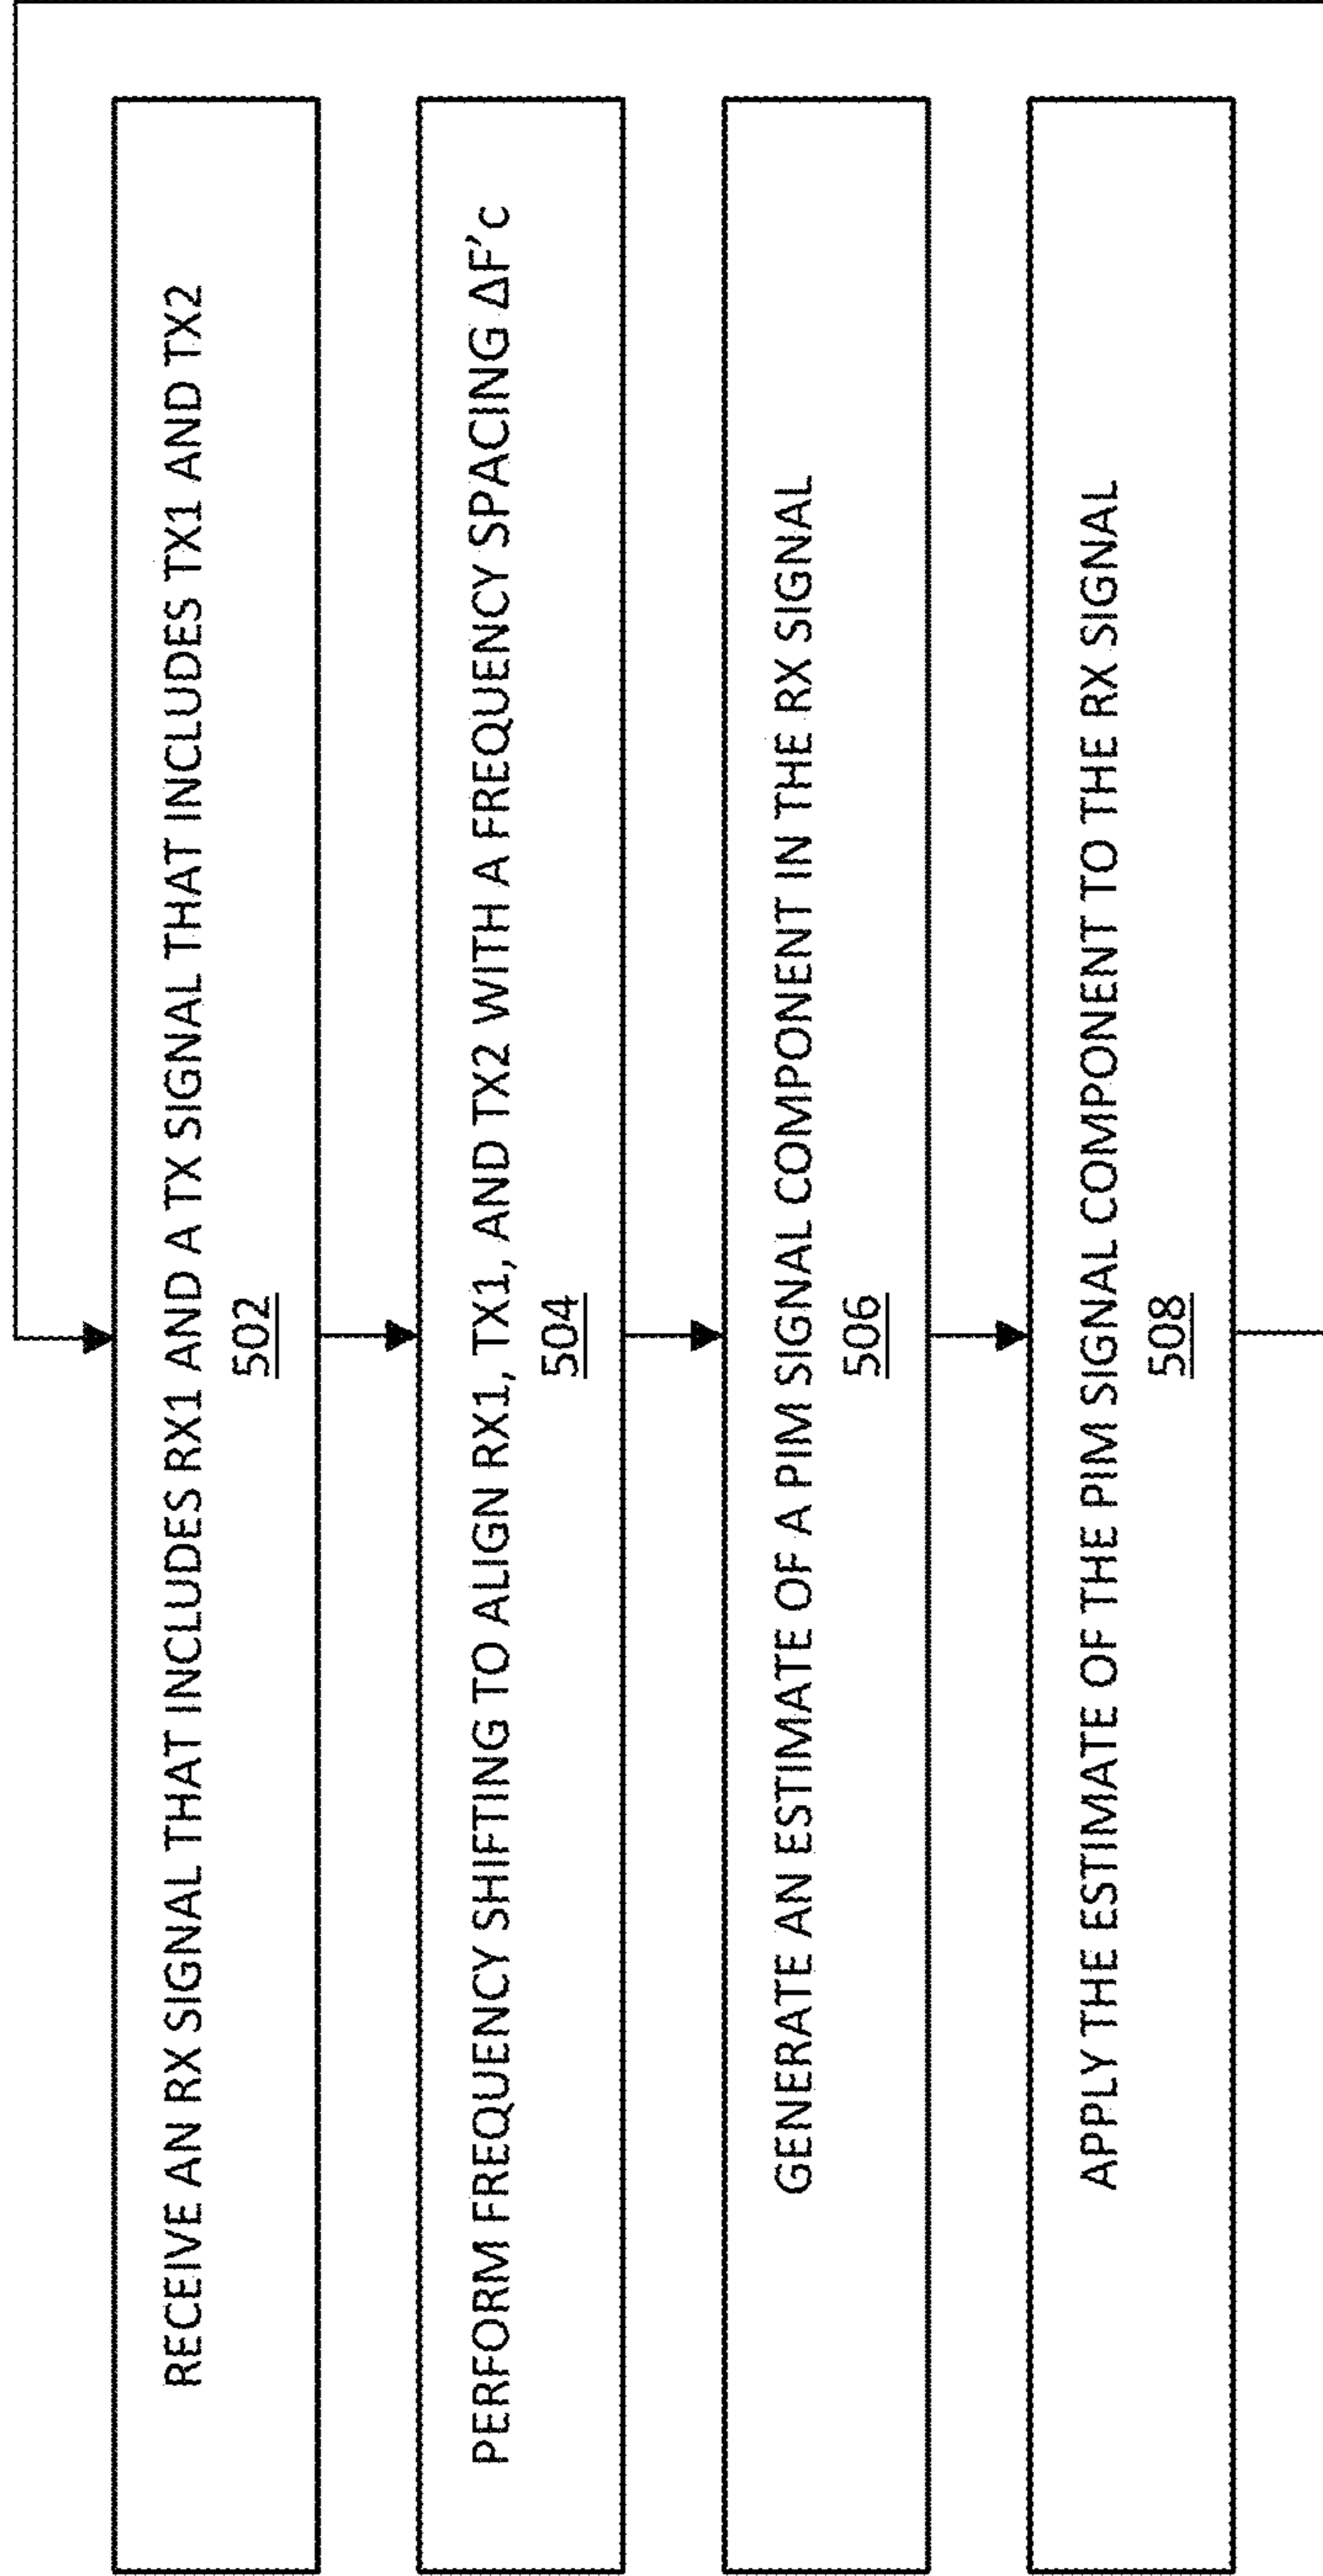 RECEIVE AN RX SIGNAL THAT INCLUDES RX1 AND A TX SIGNAL THAT INCLUDES TX1 AND TX2
502
PERFORM FREQUENCY SHIFTING TO ALIGN RX1, TX1, AND TX2 WITH A FREQUENCY SPACING ΔF’c
504
GENERATE AN ESTIMATE OF A PIM SIGNAL COMPONENT IN THE RX SIGNAL
506
APPLY THE ESTIMATE OF THE PIM SIGNAL COMPONENT TO THE RX SIGNAL
508